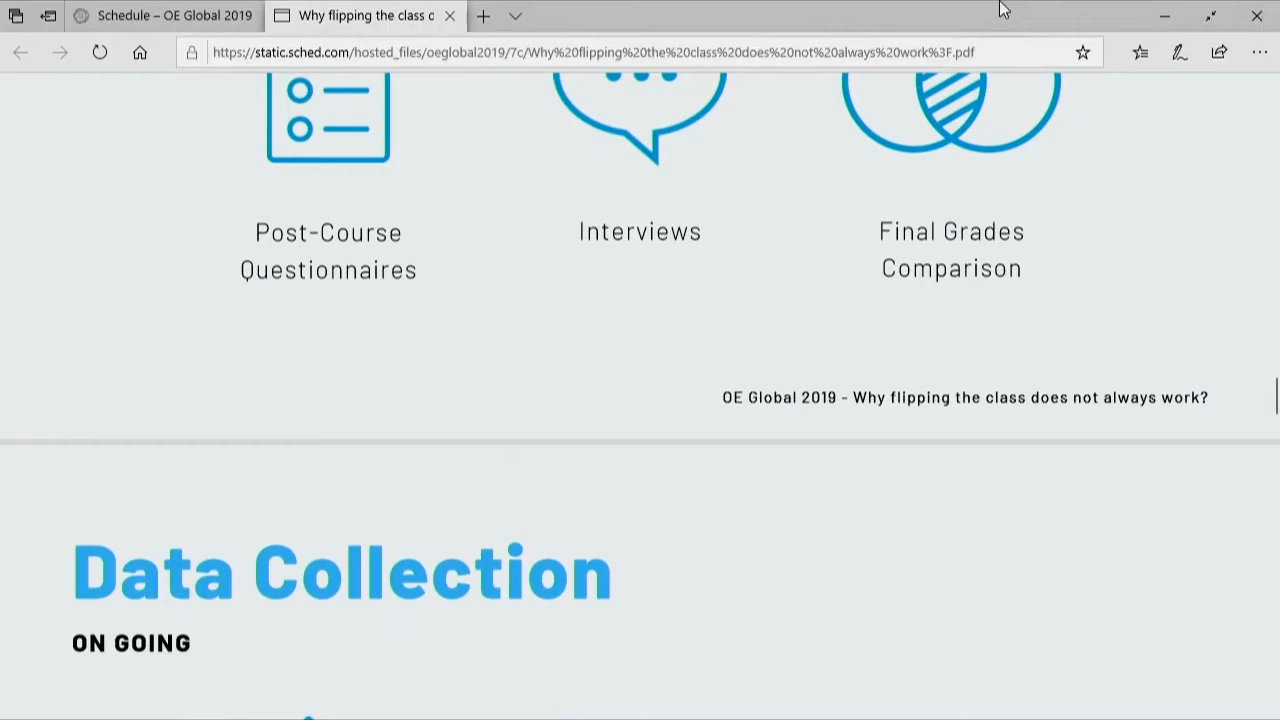 Schedule – OE Global 2019
Why flipping the class c
https://static.sched.com/hosted_files/oeglobal2019/7c/Why%20flipping%20the%20class%20does%20not%20always%20work%3F.pdf
Post-Course
Questionnaires
Interviews
Final Grades
Comparison
OE Global 2019 - Why flipping the class does not always work?
Data Collection
ON GOING